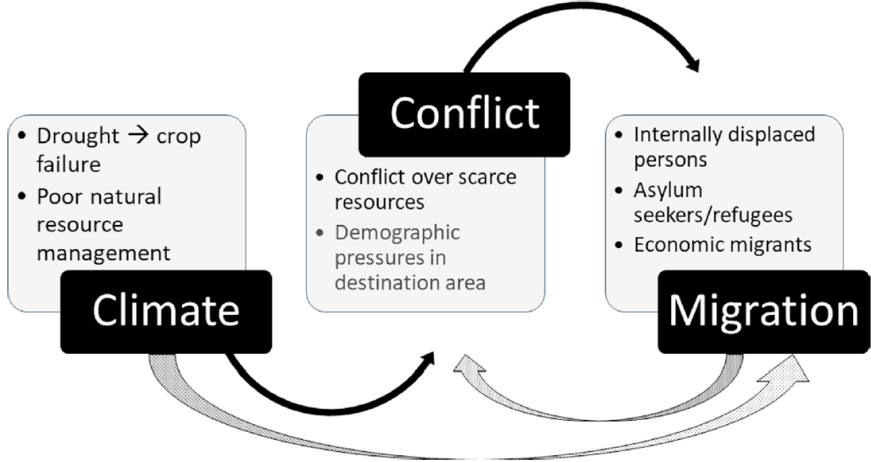 • Drought → crop
failure
• Poor natural
resource
management
Climate
Conflict
• Conflict over scarce
resources
• Demographic
pressures in
destination area
• Internally displaced
persons
• Asylum
seekers/refugees
• Economic migrants
Migration